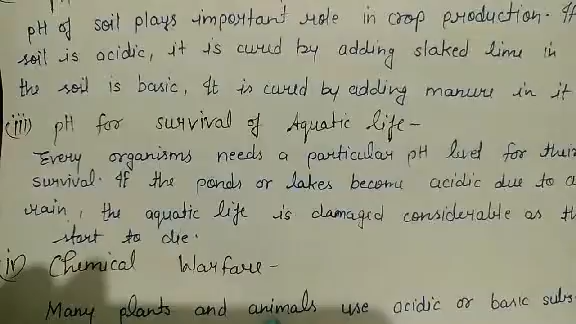 pH of soil plays important role in crop production. If
soil is acidic, it is cured by adding slaked lime in
the soil is basic, It is cured by adding manure in it
(iii) pH for survival of Aquatic life -
Every organisms needs a particular pH level for their
survival. If the ponds or lakes become acidic due to a
rain, the aquatic life is damaged considerable as th
start to die.
(iv) Chemical Warfare -
Many plants and animals use acidic or basic subs